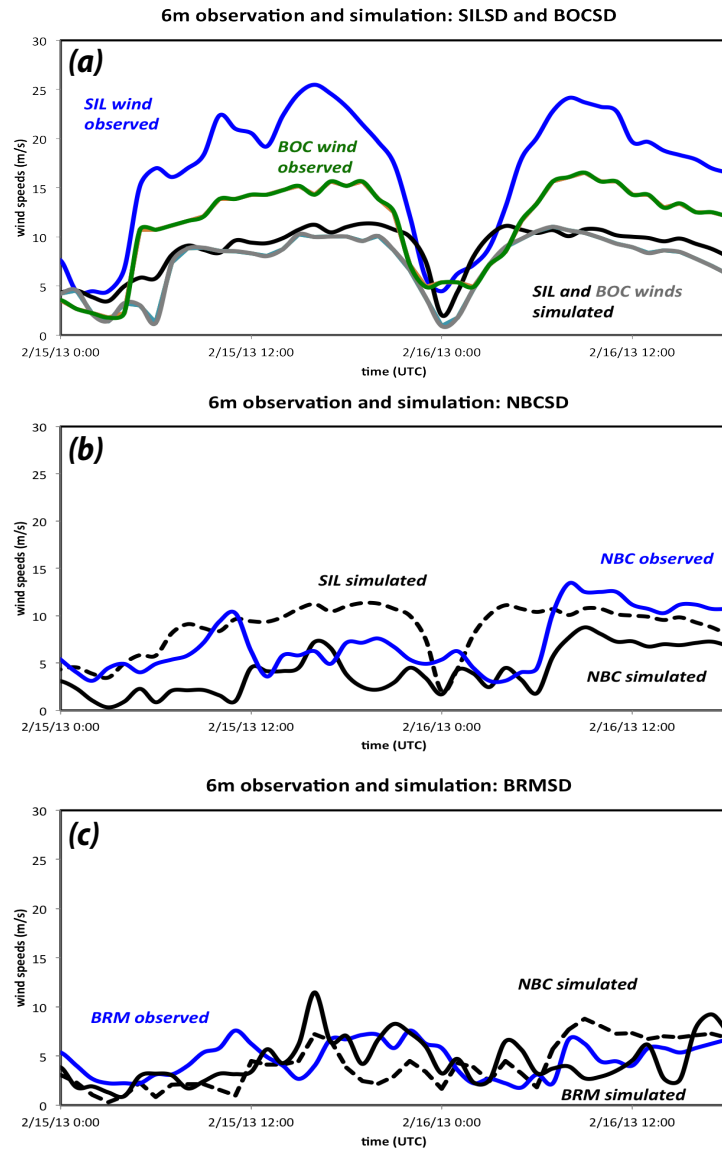 6m observation and simulation: SILSD and BOCSD
(a)
30
25
20
15
10
5
0
wind speeds (m/s)
SIL wind
observed
BOC wind
observed
SIL and BOC winds
simulated
2/15/13 0:00 2/15/13 12:00 2/16/13 0:00 2/16/13 12:00
time (UTC)
6m observation and simulation: NBCSD
(b)
30
25
20
15
10
5
0
wind speeds (m/s)
NBC observed
SIL simulated
NBC simulated
2/15/13 0:00 2/15/13 12:00 2/16/13 0:00 2/16/13 12:00
time (UTC)
6m observation and simulation: BRMSD
(c)
30
25
20
15
10
5
0
wind speeds (m/s)
NBC simulated
BRM observed
BRM simulated
2/15/13 0:00 2/15/13 12:00 2/16/13 0:00 2/16/13 12:00
time (UTC)